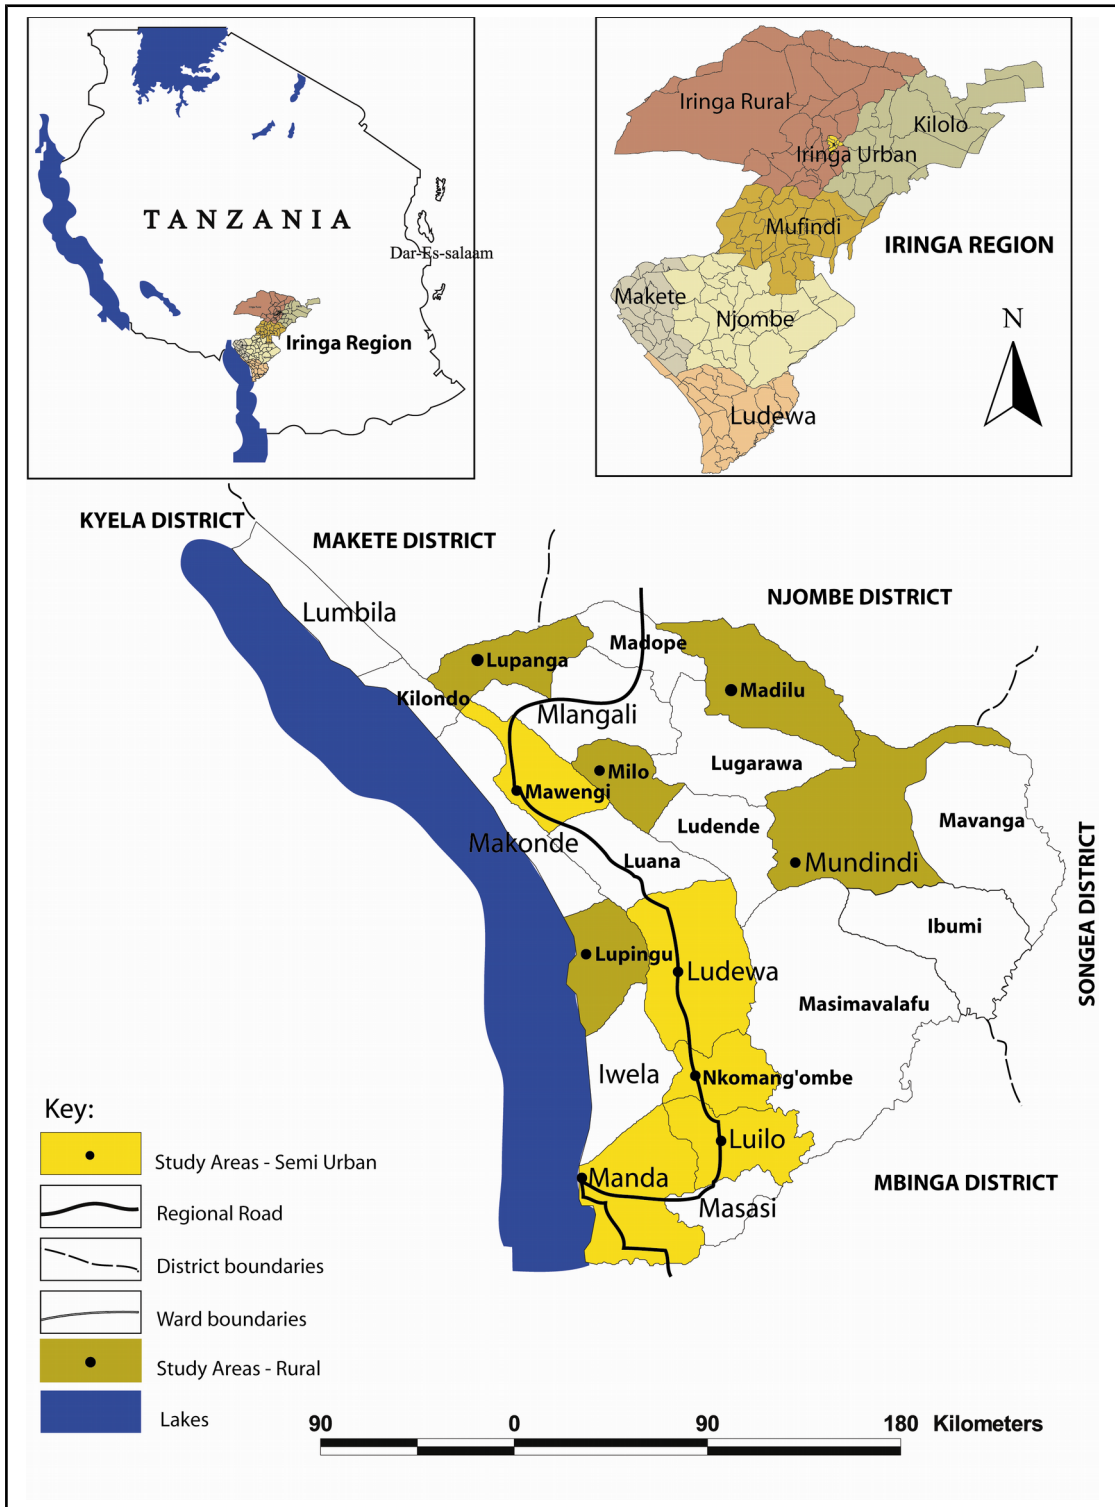 TANZANIA
Dar-Es-salaam
Iringa Region
Iringa Rural
Kilolo
Iringa Urban
Mufindi
IRINGA REGION
Makete
Njombe
N
Ludewa
KYELA DISTRICT
MAKETE DISTRICT
NJOMBE DISTRICT
Lumbila
Madope
Lupanga
Madilu
Kilondo
Mlangali
Lugarawa
Milo
Mawengi
Mavanga
Ludende
Makonde
Luana
Mundindi
SONGEA DISTRICT
Ibumi
Lupingu
Ludewa
Masimavalafu
Iwela
Nkomang'ombe
Luilo
Manda
MBINGA DISTRICT
Masasi
Key:
Study Areas - Semi Urban
Regional Road
District boundaries
Ward boundaries
Study Areas - Rural
Lakes
90 0 90 180 Kilometers